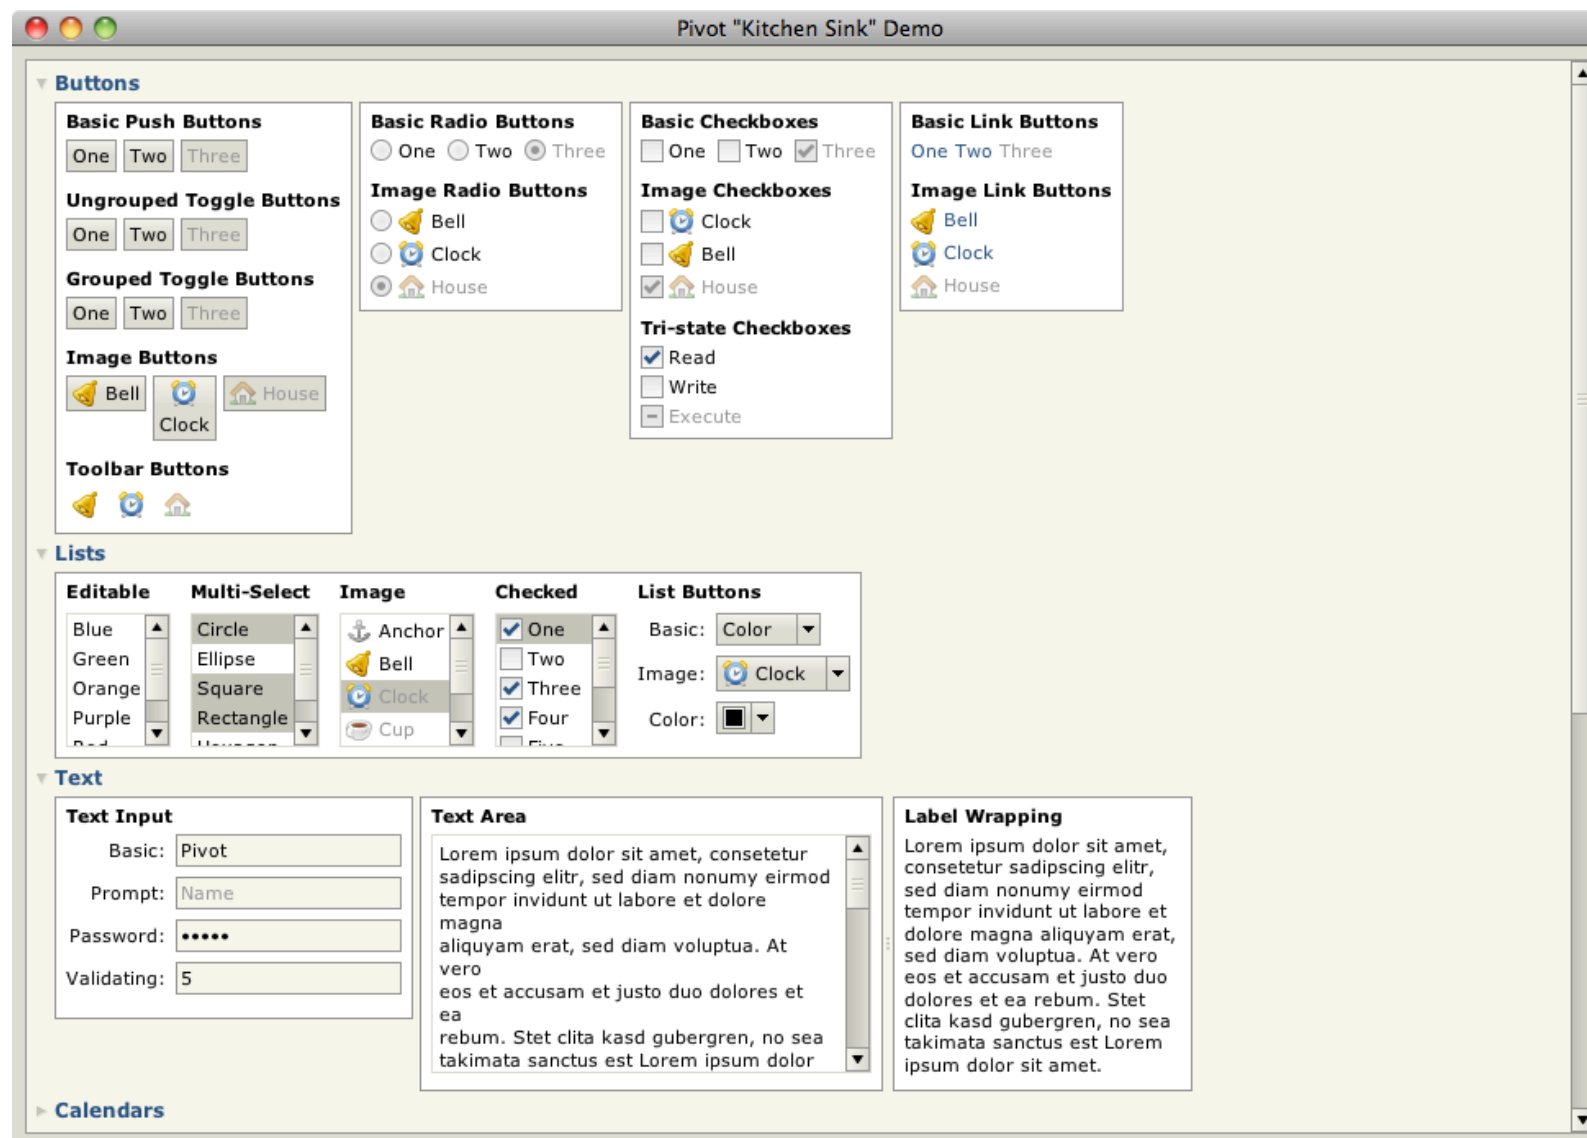 Pivot "Kitchen Sink" Demo
Buttons
Basic Push Buttons
One Two Three
Ungrouped Toggle Buttons
One Two Three
Grouped Toggle Buttons
One Two Three
Image Buttons
Bell Clock House
Toolbar Buttons
Basic Radio Buttons
One Two Three
Image Radio Buttons
Bell
Clock
House
Basic Checkboxes
One Two Three
Image Checkboxes
Clock
Bell
House
Tri-state Checkboxes
Read
Write
Execute
Basic Link Buttons
One Two Three
Image Link Buttons
Bell
Clock
House
Lists
Editable
Blue
Green
Orange
Purple
Multi-Select
Circle
Ellipse
Square
Rectangle
Image
Anchor
Bell
Clock
Cup
Checked
One
Two
Three
Four
List Buttons
Basic: Color
Image: Clock
Color:
Text
Text Input
Basic: Pivot
Prompt: Name
Password: •••••
Validating: 5
Text Area
Lorem ipsum dolor sit amet, consetetur
sadipscing elitr, sed diam nonumy eirmod
tempor invidunt ut labore et dolore
magna
aliquyam erat, sed diam voluptua. At
vero
eos et accusam et justo duo dolores et
ea
rebum. Stet clita kasd gubergren, no sea
takimata sanctus est Lorem ipsum dolor
Label Wrapping
Lorem ipsum dolor sit amet,
consetetur sadipscing elitr,
sed diam nonumy eirmod
tempor invidunt ut labore et
dolore magna aliquyam erat,
sed diam voluptua. At vero
eos et accusam et justo duo
dolores et ea rebum. Stet
clita kasd gubergren, no sea
takimata sanctus est Lorem
ipsum dolor sit amet.
Calendars